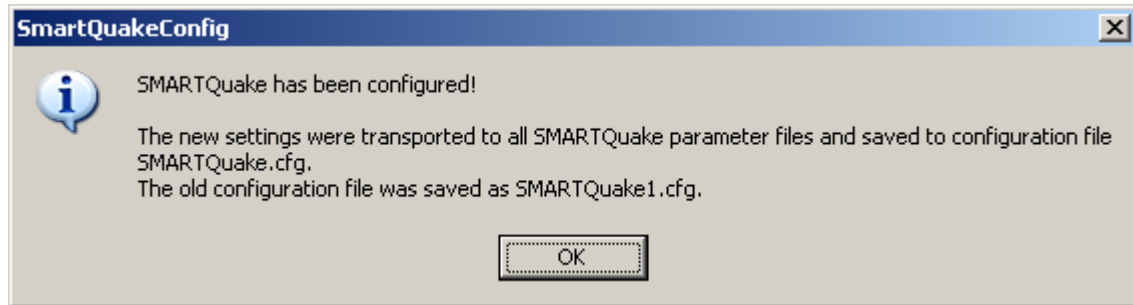 SmartQuakeConfig
SMARTQuake has been configured!
The new settings were transported to all SMARTQuake parameter files and saved to configuration file
SMARTQuake.cfg.
The old configuration file was saved as SMARTQuake1.cfg.
OK